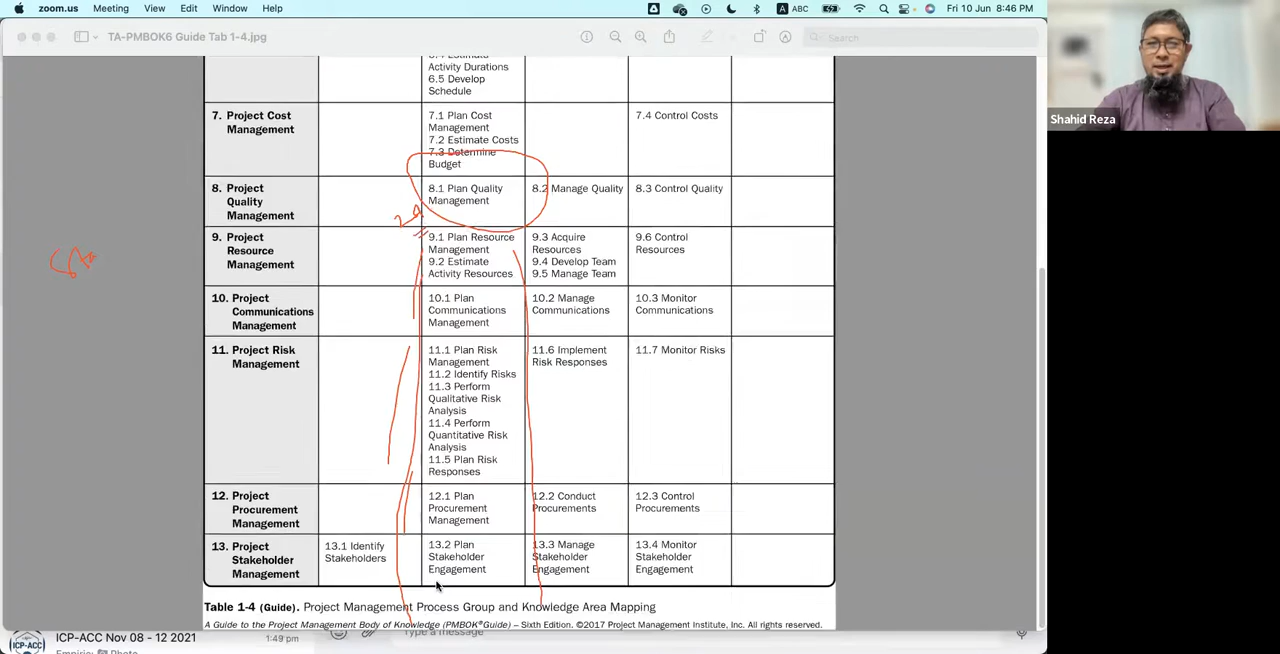 zoom.us Meeting View Edit Window Help
ABC Fri 10 Jun 8:46 PM
TA-PMBOK6 Guide Tab 1-4.jpg
Search
Activity Durations
6.5 Develop
Schedule
7. Project Cost
Management
7.1 Plan Cost
Management
7.2 Estimate Costs
7.3 Determine
Budget
7.4 Control Costs
8. Project
Quality
Management
8.1 Plan Quality
Management
8.2 Manage Quality
8.3 Control Quality
9. Project
Resource
Management
9.1 Plan Resource
Management
9.2 Estimate
Activity Resources
9.3 Acquire
Resources
9.4 Develop Team
9.5 Manage Team
9.6 Control
Resources
10. Project
Communications
Management
10.1 Plan
Communications
Management
10.2 Manage
Communications
10.3 Monitor
Communications
11. Project Risk
Management
11.1 Plan Risk
Management
11.2 Identify Risks
11.3 Perform
Qualitative Risk
Analysis
11.4 Perform
Quantitative Risk
Analysis
11.5 Plan Risk
Responses
11.6 Implement
Risk Responses
11.7 Monitor Risks
12. Project
Procurement
Management
12.1 Plan
Procurement
Management
12.2 Conduct
Procurements
12.3 Control
Procurements
13. Project
Stakeholder
Management
13.1 Identify
Stakeholders
13.2 Plan
Stakeholder
Engagement
13.3 Manage
Stakeholder
Engagement
13.4 Monitor
Stakeholder
Engagement
Table 1-4 (Guide). Project Management Process Group and Knowledge Area Mapping
A Guide to the Project Management Body of Knowledge (PMBOK® Guide) – Sixth Edition. ©2017 Project Management Institute, Inc. All rights reserved.
ICP-ACC
ICP-ACC Nov 08 - 12 2021
1:49 pm
Type a message
Photo
Shahid Reza